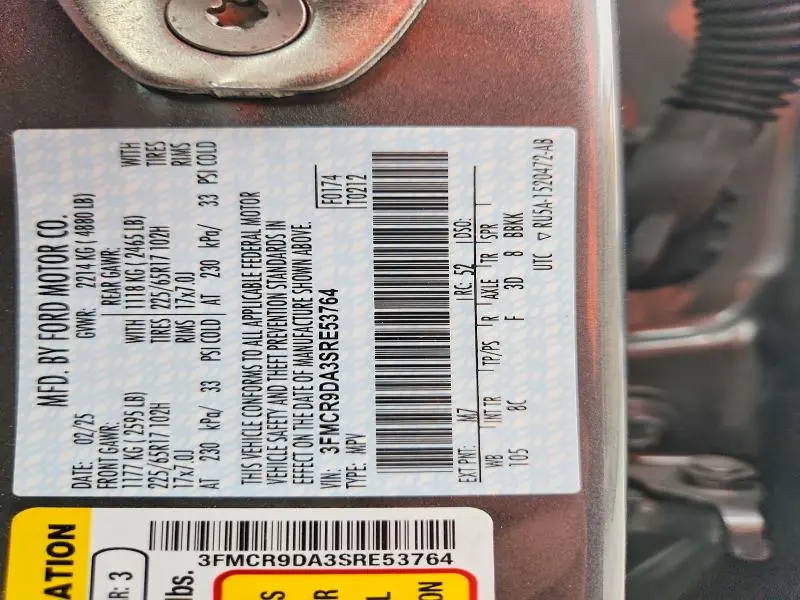 MFD. BY FORD MOTOR CO.
DATE: 02/25 GVWR: 2214 KG ( 4880 LB)
FRONT GAWR: REAR GAWR: WITH
1177 KG ( 2595 LB) WITH 1118 KG ( 2465 LB) TIRES
225/65R17 102H TIRES 225/65R17 102H RIMS
17x7.0J RIMS 17x7.0J
AT 230 kPa/ 33 PSI COLD AT 230 kPa/ 33 PSI COLD
THIS VEHICLE CONFORMS TO ALL APPLICABLE FEDERAL MOTOR
VEHICLE SAFETY AND THEFT PREVENTION STANDARDS IN
EFFECT ON THE DATE OF MANUFACTURE SHOWN ABOVE.
VIN: 3FMCR9DA3SRE53764 F0174
TYPE: MPV T0212
EXT PNT: M7 RC: 52 DSO:
WB INT TR TP/PS R AXLE TR SPR
105 8C F 3D 8 BBKK
UTC ▽ RU5A-1520472-AB
ATION
R: 3
lbs.
3FMCR9DA3SRE53764
S
R
L
ON